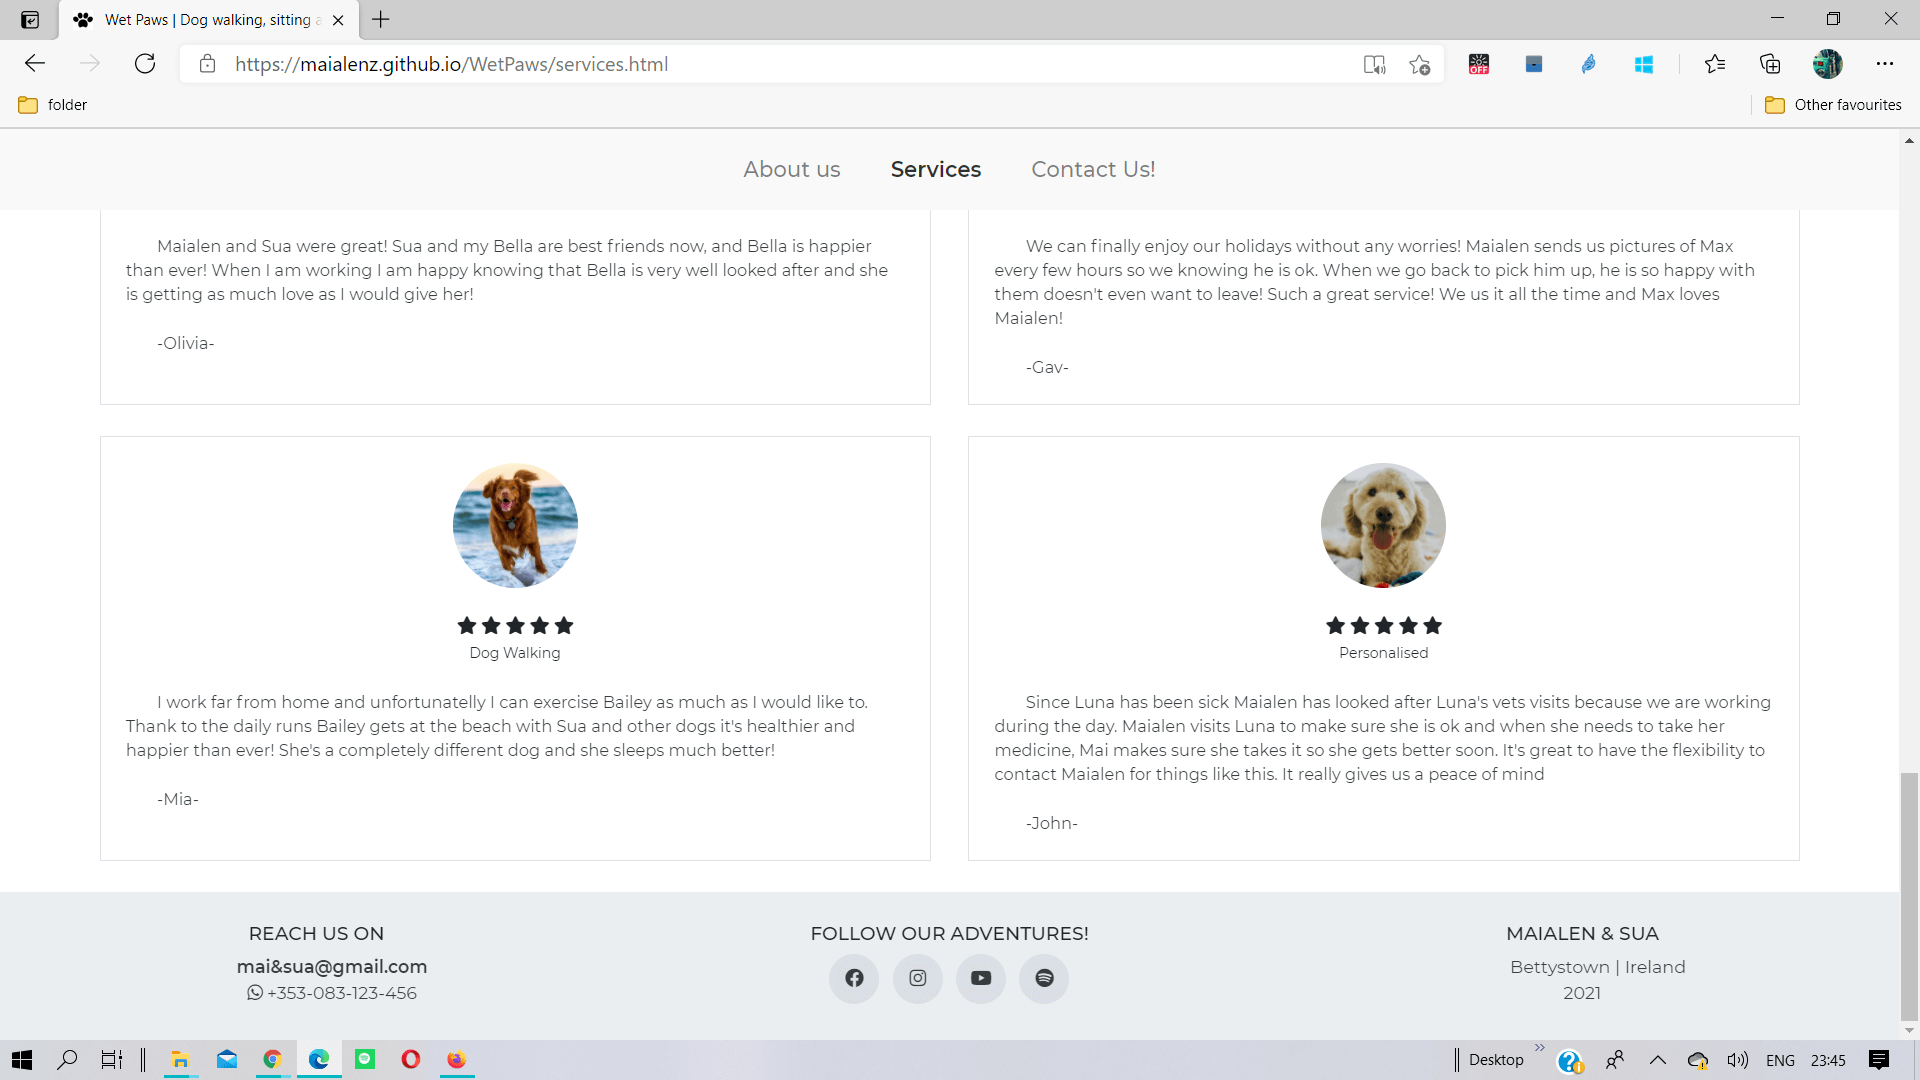 Wet Paws | Dog walking, sitting a
https://maialenz.github.io/WetPaws/services.html
OFF
folder
Other favourites
About us Services Contact Us!
Maialen and Sua were great! Sua and my Bella are best friends now, and Bella is happier
than ever! When I am working I am happy knowing that Bella is very well looked after and she
is getting as much love as I would give her!
-Olivia-
We can finally enjoy our holidays without any worries! Maialen sends us pictures of Max
every few hours so we knowing he is ok. When we go back to pick him up, he is so happy with
them doesn't even want to leave! Such a great service! We us it all the time and Max loves
Maialen!
-Gav-
Dog Walking
I work far from home and unfortunatelly I can exercise Bailey as much as I would like to.
Thank to the daily runs Bailey gets at the beach with Sua and other dogs it's healthier and
happier than ever! She's a completely different dog and she sleeps much better!
-Mia-
Personalised
Since Luna has been sick Maialen has looked after Luna's vets visits because we are working
during the day. Maialen visits Luna to make sure she is ok and when she needs to take her
medicine, Mai makes sure she takes it so she gets better soon. It's great to have the flexibility to
contact Maialen for things like this. It really gives us a peace of mind
-John-
REACH US ON
mai&sua@gmail.com
+353-083-123-456
FOLLOW OUR ADVENTURES!
MAIALEN & SUA
Bettystown | Ireland
2021
Desktop
ENG
23:45